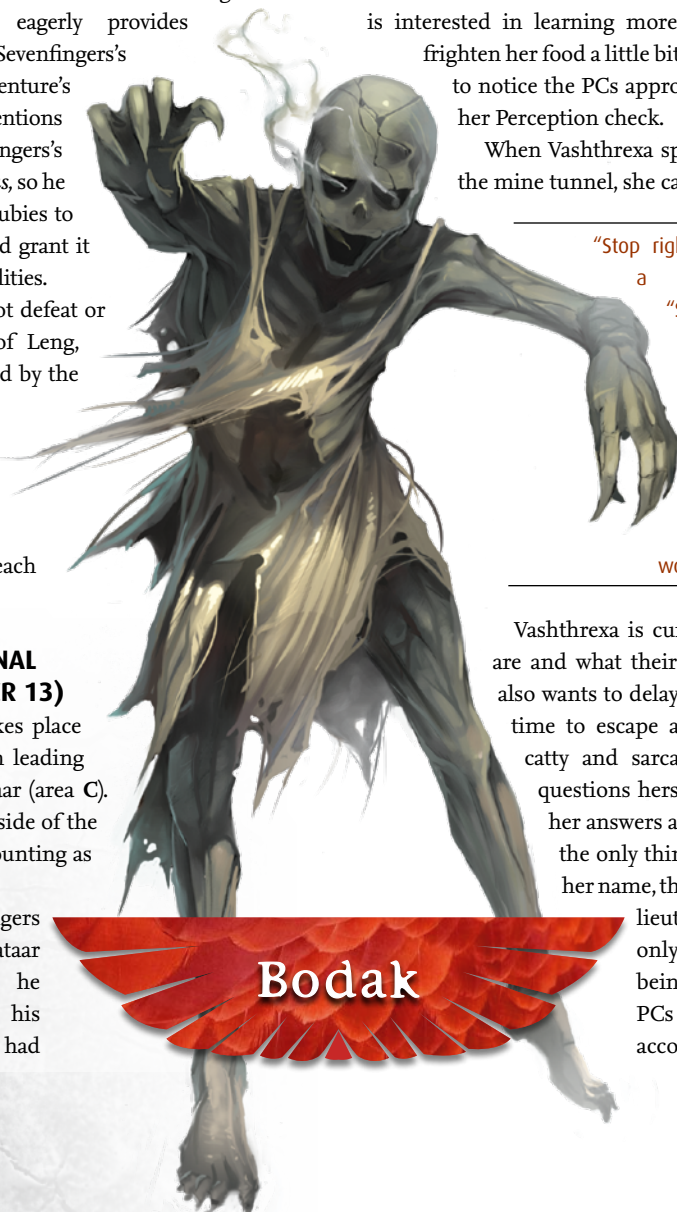 eagerly provides
Sevenfingers's
enture's
entions
ngers's
s, so he
ubies to
d grant it
lities.
ot defeat or
of Leng,
d by the
each
NAL
R 13)
kes place
n leading
aar (area C).
side of the
ounting as
gers
ataar
he
his
had
Bodak
is interested in learning more
frighten her food a little bit
to notice the PCs appro
her Perception check.
When Vashthrexa sp
the mine tunnel, she ca
“Stop righ
a
“s
wo
Vashthrexa is cu
are and what their
also wants to delay
time to escape a
catty and sarca
questions hers
her answers a
the only thin
her name, th
lieut
only
bein
PCs
acco